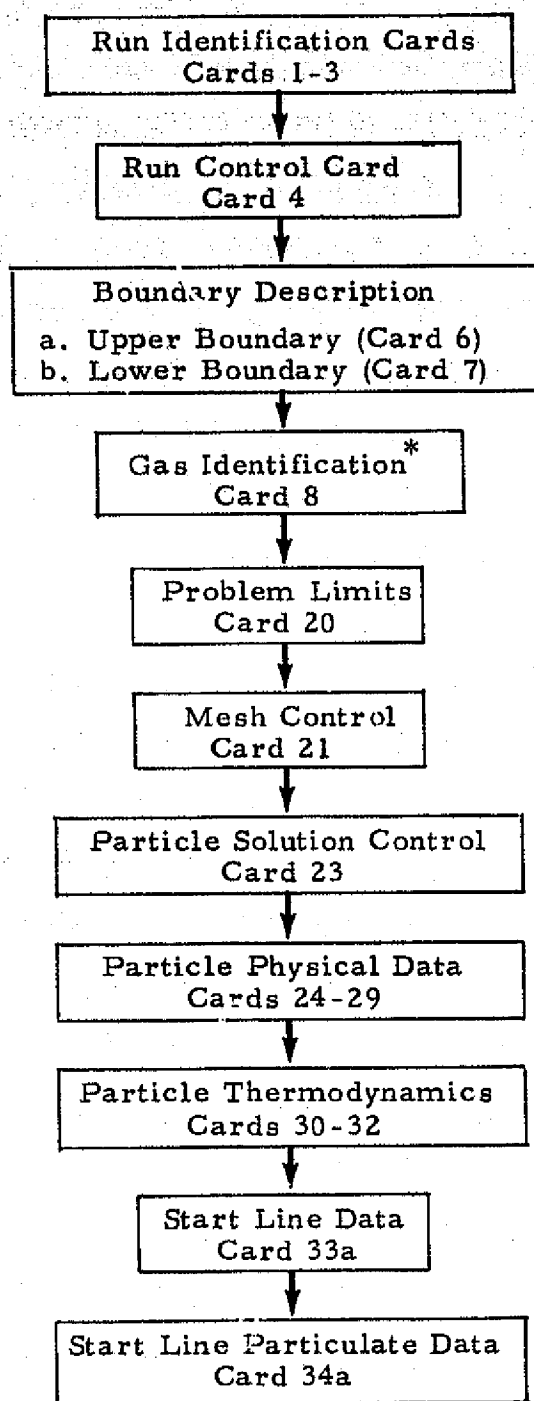 Run Identification Cards
Cards 1-3
Run Control Card
Card 4
Boundary Description
a. Upper Boundary (Card 6)
b. Lower Boundary (Card 7)
Gas Identification*
Card 8
Problem Limits
Card 20
Mesh Control
Card 21
Particle Solution Control
Card 23
Particle Physical Data
Cards 24-29
Particle Thermodynamics
Cards 30-32
Start Line Data
Card 33a
Start Line Particulate Data
Card 34a